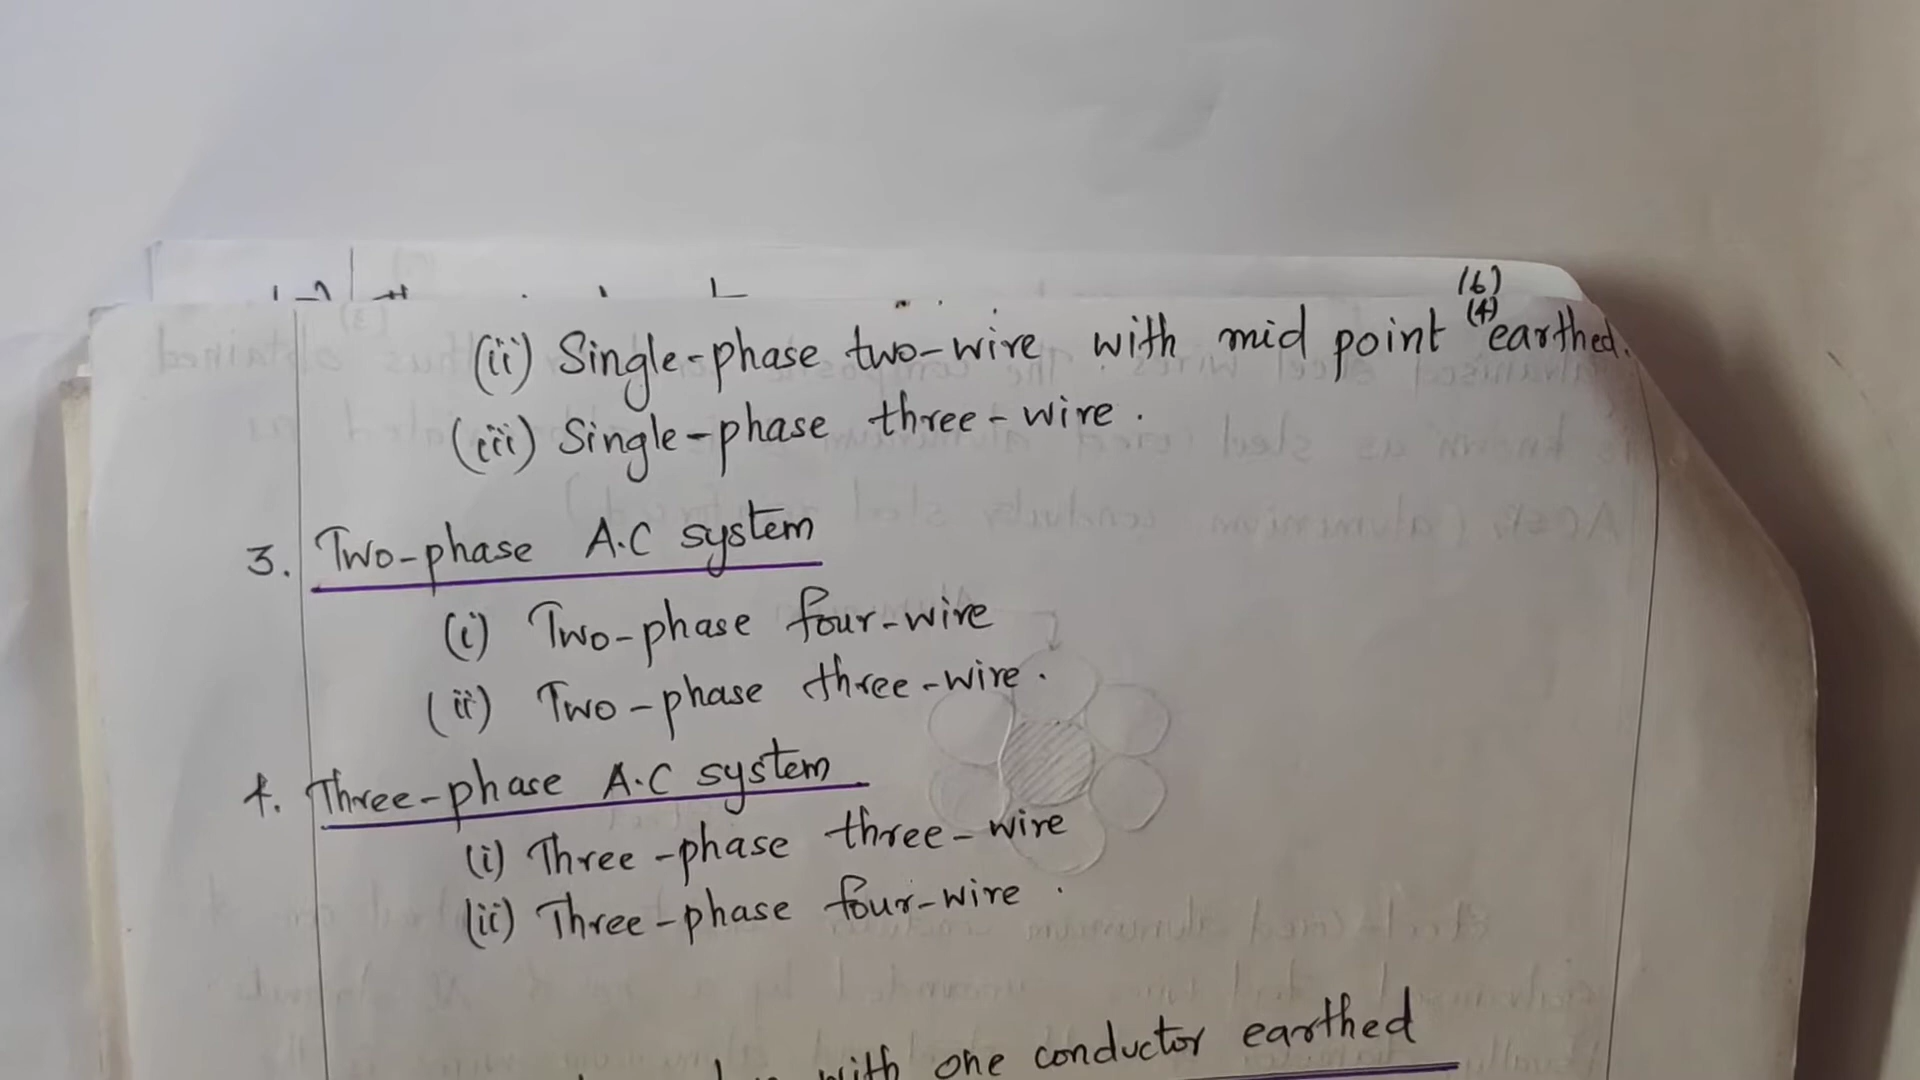 (6)
(4)
(ii) Single-phase two-wire with mid point earthed.
(iii) Single-phase three-wire.
3. Two-phase A.C system
(i) Two-phase four-wire
(ii) Two-phase three-wire.
4. Three-phase A.C system
(i) Three-phase three-wire
(ii) Three-phase four-wire.
with one conductor earthed